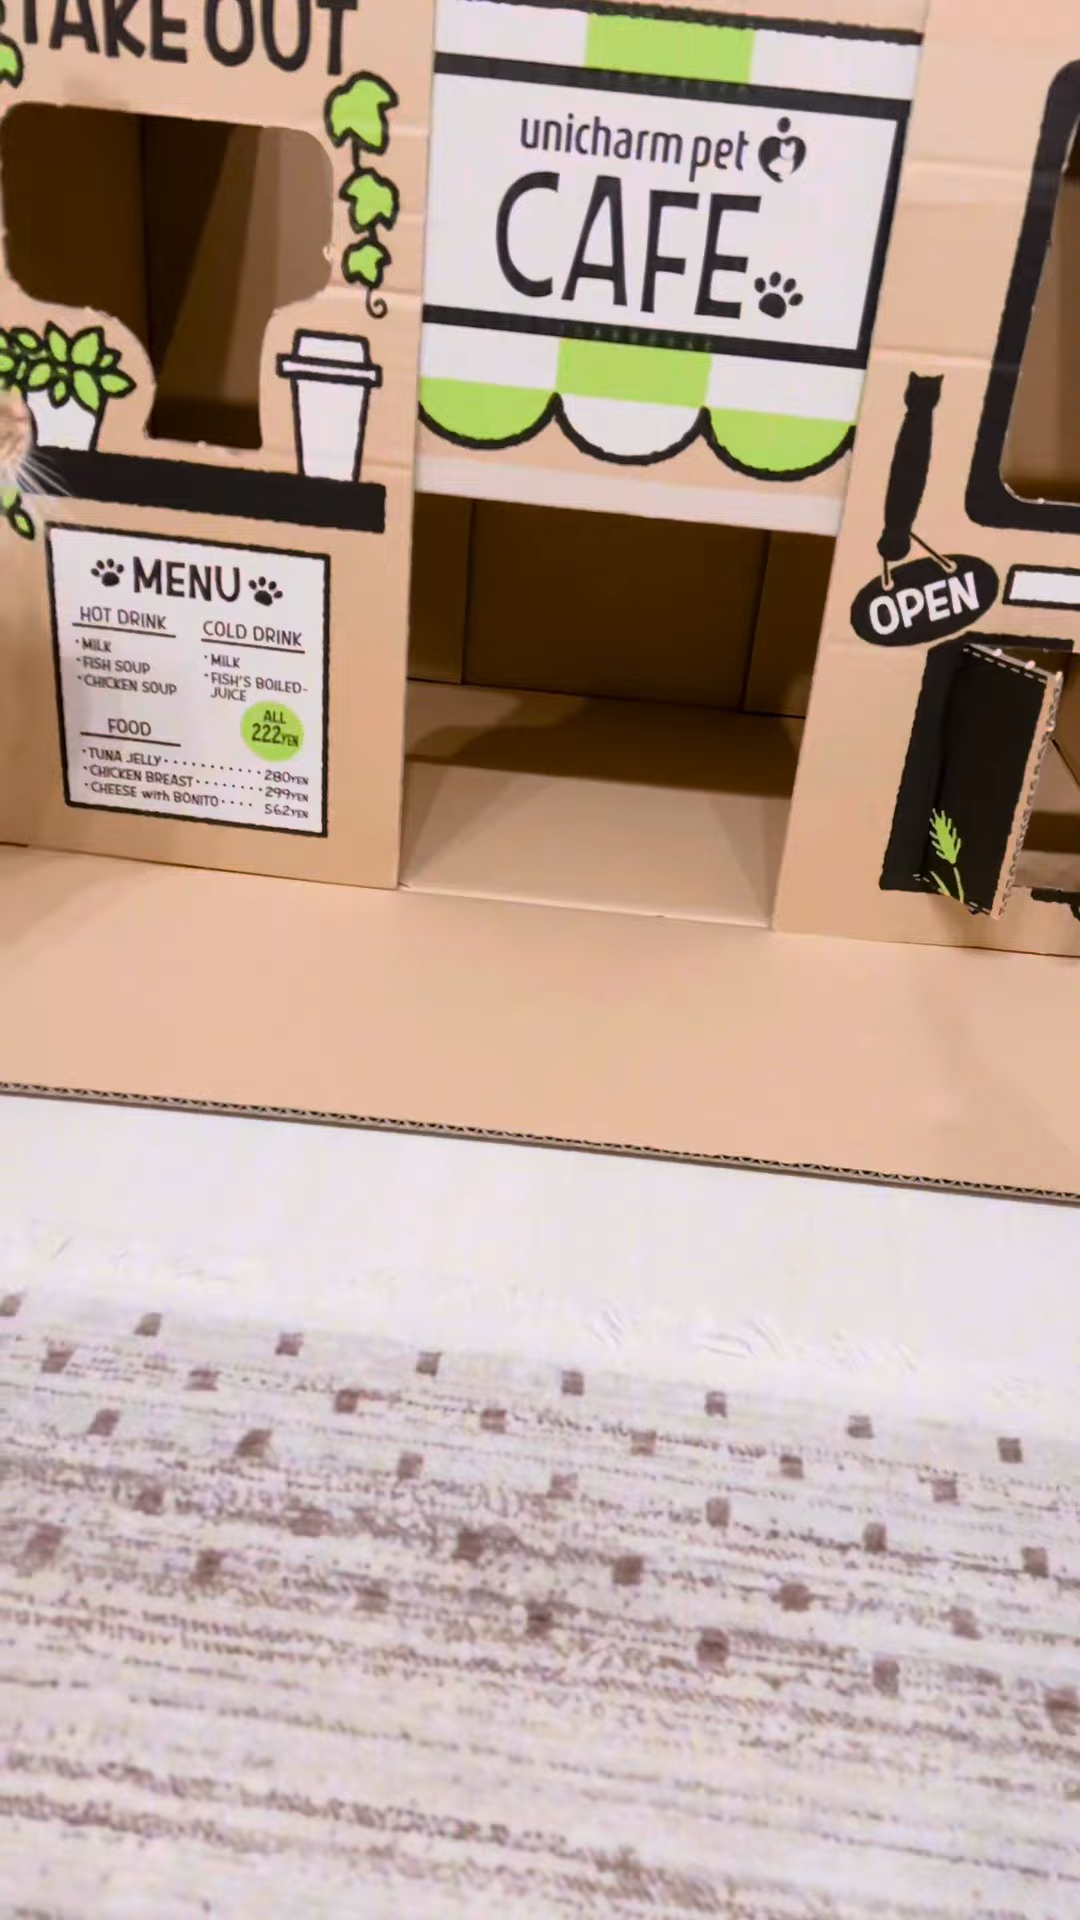 TAKE OUT
unicharm pet
CAFE
OPEN
MENU
HOT DRINK
・MILK
・FISH SOUP
・CHICKEN SOUP
COLD DRINK
・MILK
・FISH'S BOILED-
JUICE
ALL
222YEN
FOOD
・TUNA JELLY・・・・・・・・・・・280YEN
・CHICKEN BREAST・・・・・・・・299YEN
・CHEESE with BONITO・・・・ 562YEN